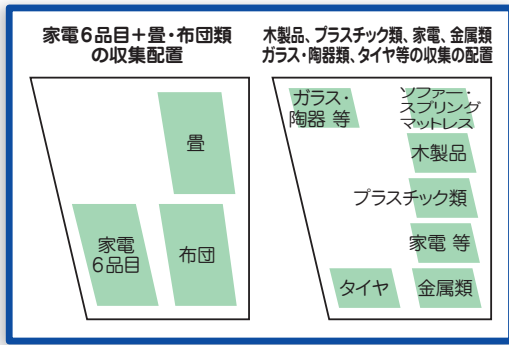 家電6品目+畳・布団類
の収集配置
畳
家電
6品目
布団
木製品、プラスチック類、家電、金属類
ガラス・陶器類、タイヤ等の収集の配置
ガラス・
陶器 等
ソファー・
スプリング
マットレス
木製品
プラスチック類
家電 等
タイヤ
金属類